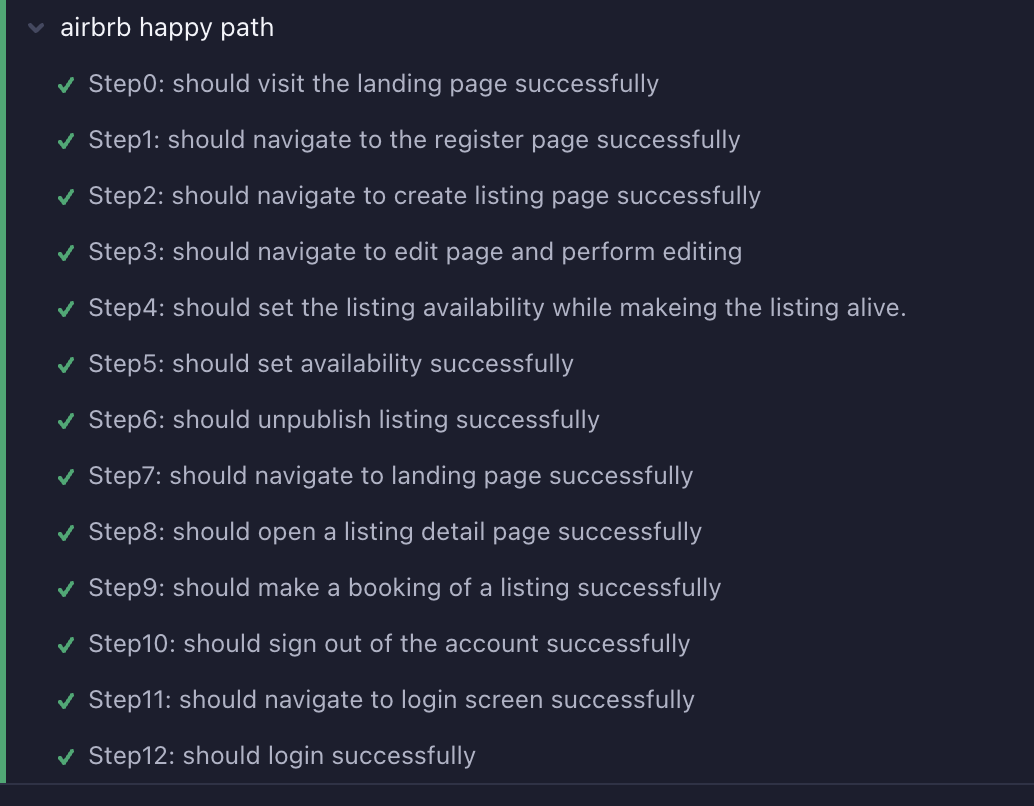 airbrb happy path
Step0: should visit the landing page successfully
Step1: should navigate to the register page successfully
Step2: should navigate to create listing page successfully
Step3: should navigate to edit page and perform editing
Step4: should set the listing availability while makeing the listing alive.
Step5: should set availability successfully
Step6: should unpublish listing successfully
Step7: should navigate to landing page successfully
Step8: should open a listing detail page successfully
Step9: should make a booking of a listing successfully
Step10: should sign out of the account successfully
Step11: should navigate to login screen successfully
Step12: should login successfully